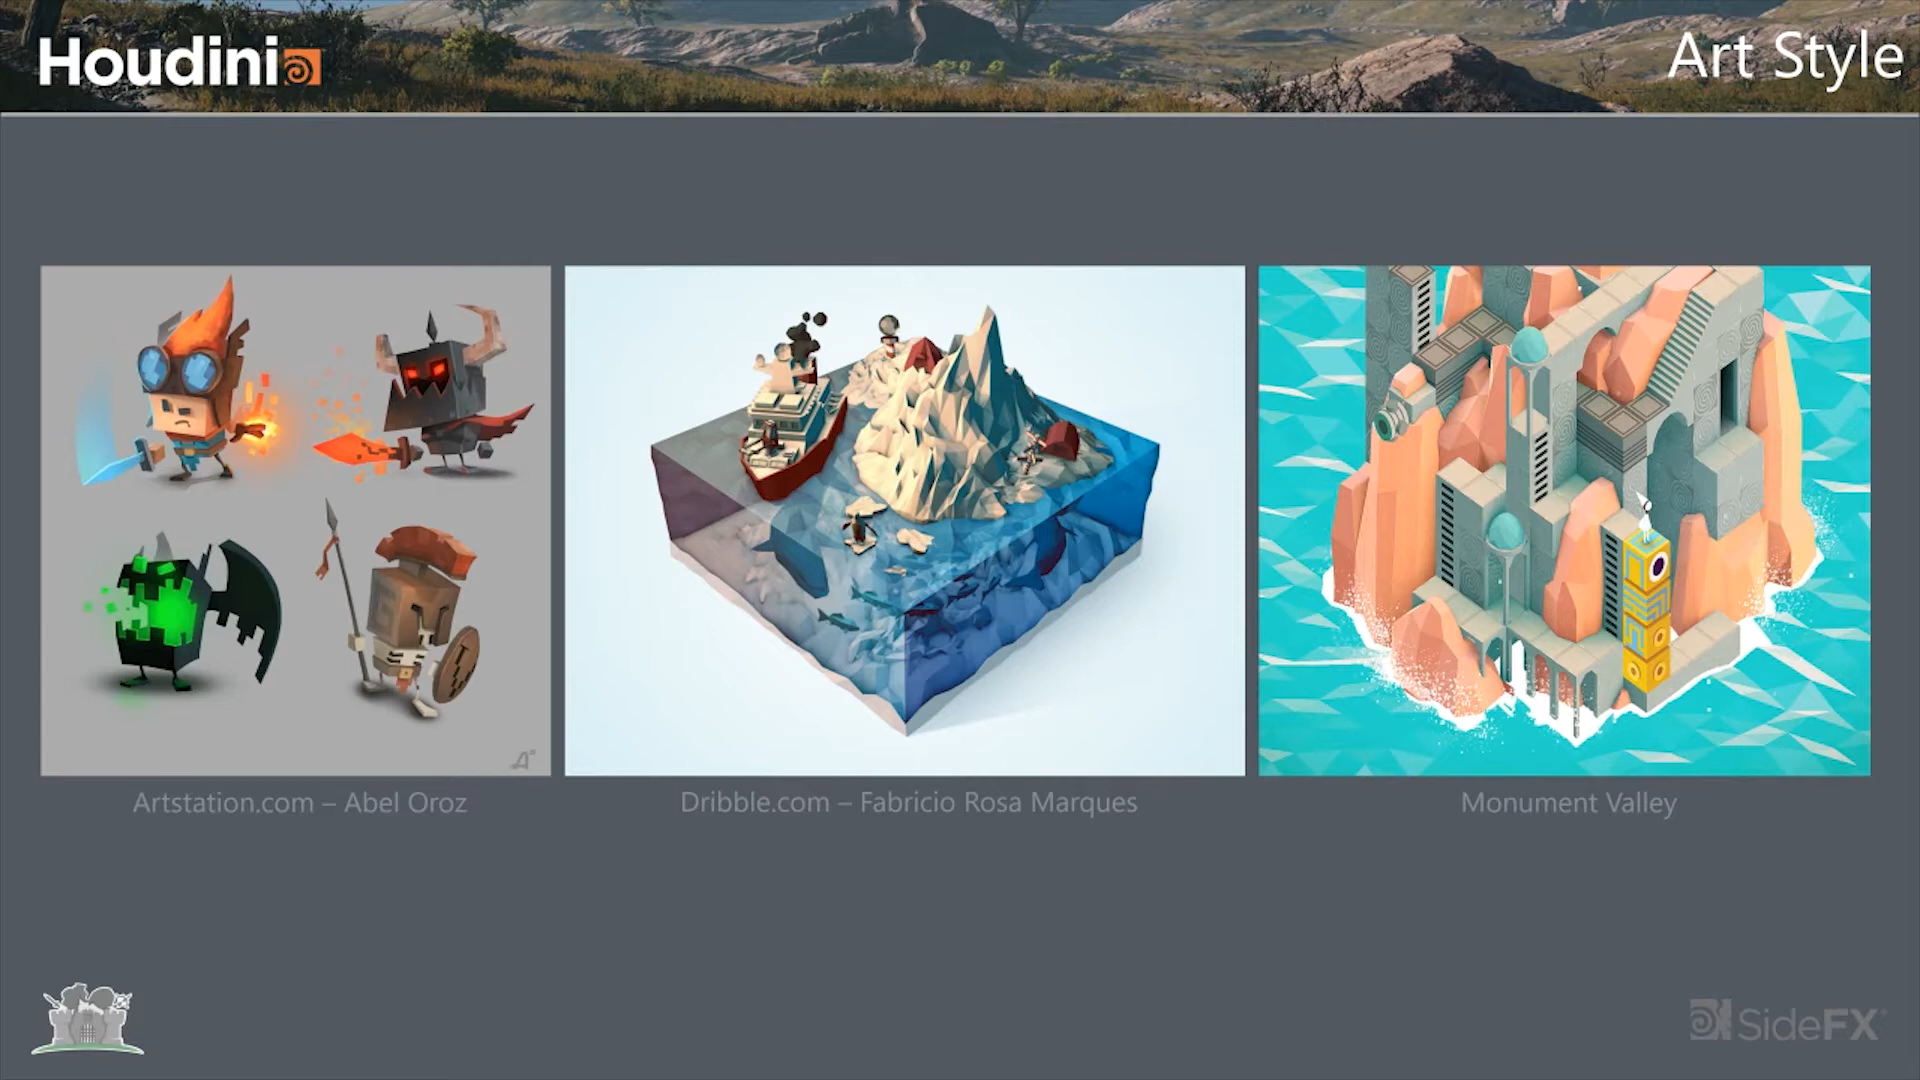 Houdini
Art Style
Artstation.com – Abel Oroz
Dribble.com – Fabricio Rosa Marques
Monument Valley
SideFX